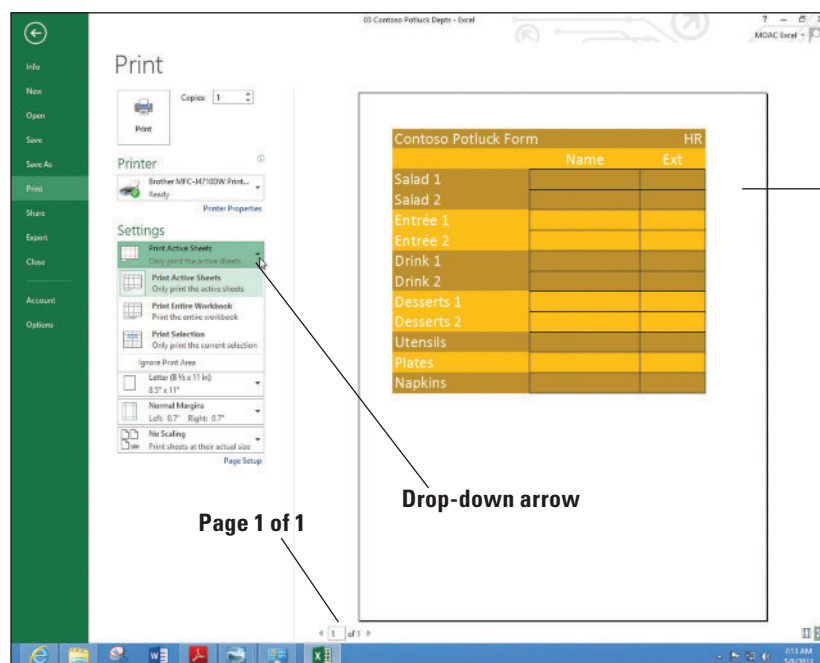 03 Contoso Potluck Depts - Excel
? – 
MOAC Excel
Info
New
Open
Save
Save As
Print
Share
Export
Close
Account
Options
Print
Copies: 1
Print
Printer
Brother MFC-J4710DW Print...
Ready
Printer Properties
Settings
Print Active Sheets
Only print the active sheets
Print Active Sheets
Only print the active sheets
Print Entire Workbook
Print the entire workbook
Print Selection
Only print the current selection
Ignore Print Area
Letter (8 ½ x 11 in)
8.5" x 11"
Normal Margins
Left: 0.7" Right: 0.7"
No Scaling
Print sheets at their actual size
Page Setup
Contoso Potluck Form HR
Name Ext
Salad 1
Salad 2
Entrée 1
Entrée 2
Drink 1
Drink 2
Desserts 1
Desserts 2
Utensils
Plates
Napkins
Drop-down arrow
Page 1 of 1
1 of 1
7:13 AM